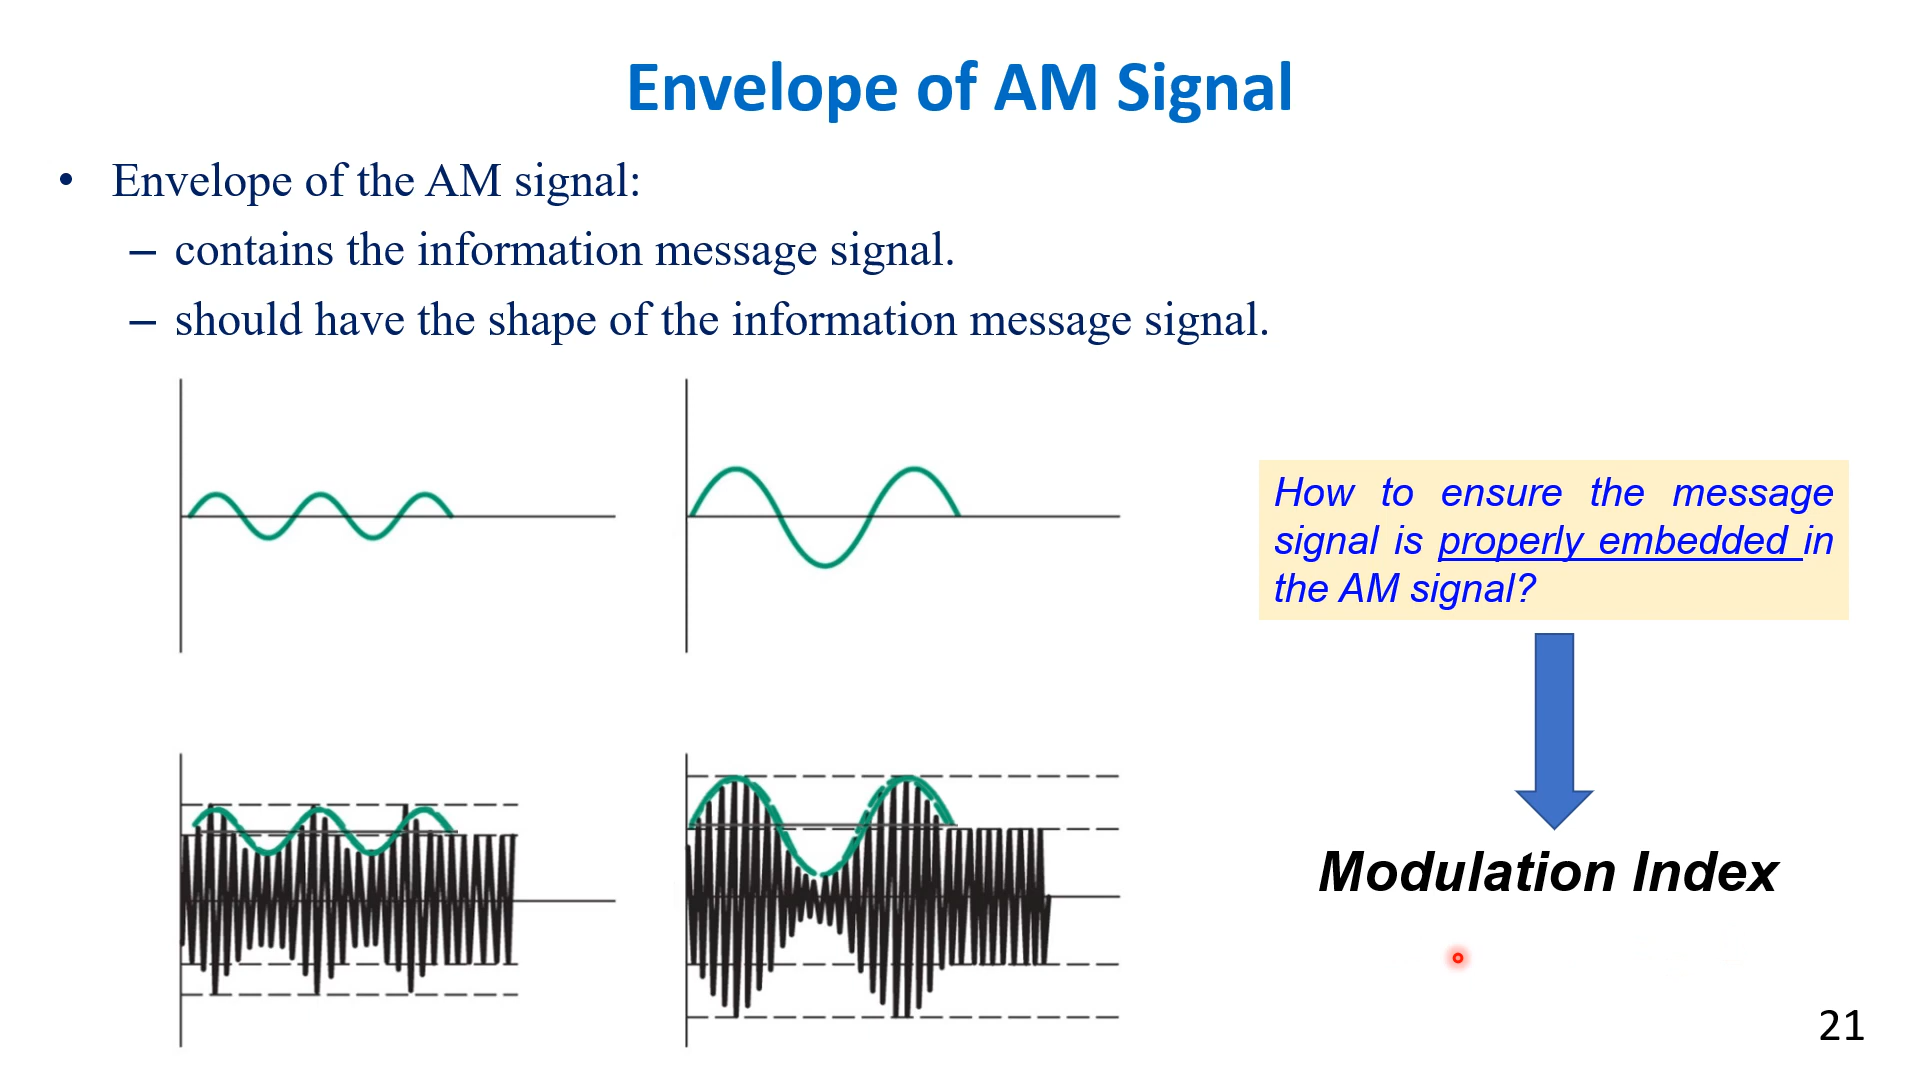 Envelope of AM Signal
• Envelope of the AM signal:
– contains the information message signal.
– should have the shape of the information message signal.
How to ensure the message
signal is properly embedded in
the AM signal?
Modulation Index
21